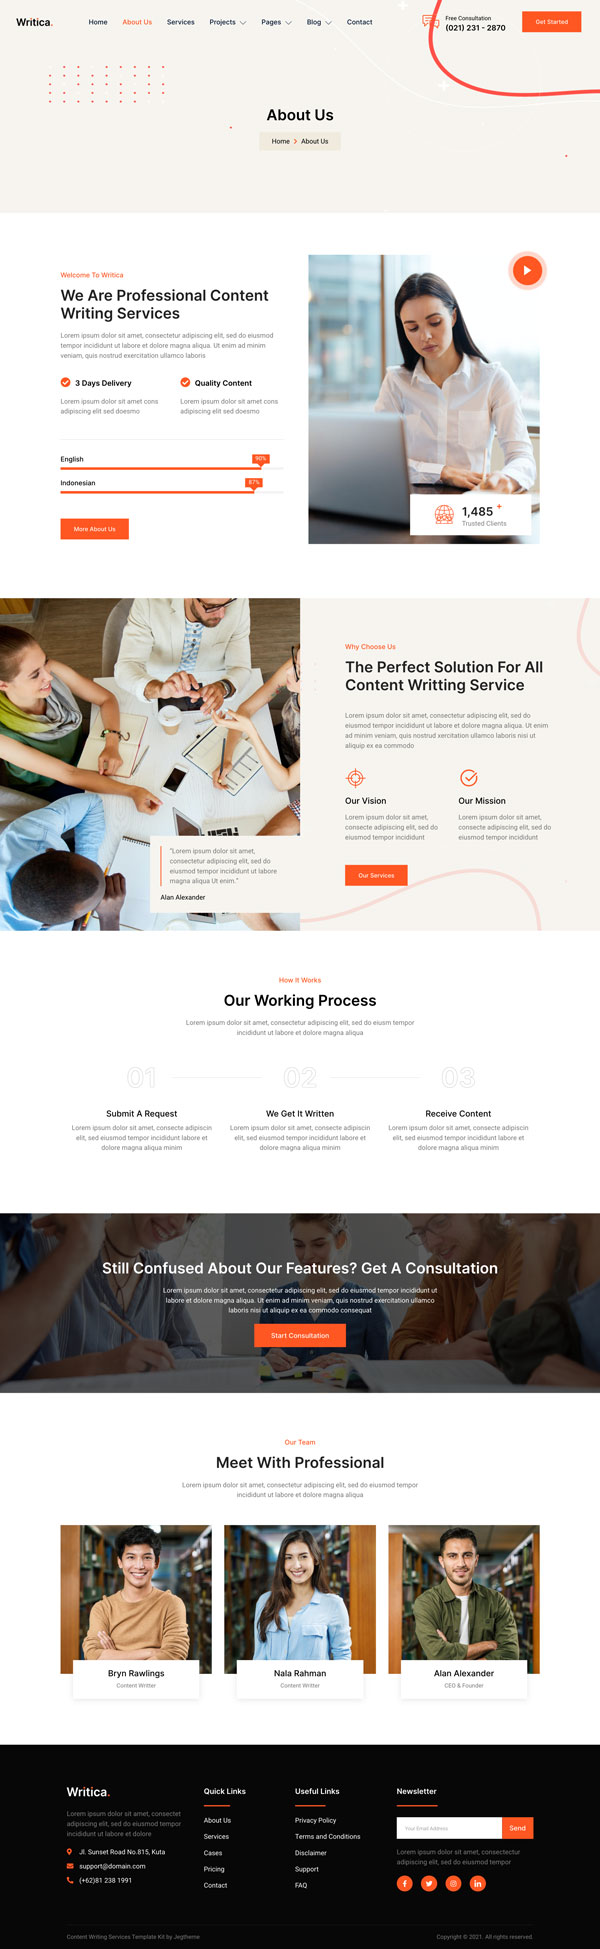 Writica.
Home
About Us
Services
Projects
Pages
Blog
Contact
Free Consultation
(021) 231 - 2870
Get Started
About Us
Home
About Us
Welcome To Writica
We Are Professional Content
Writing Services
Lorem ipsum dolor sit amet, consectetur adipiscing elit, sed do eiusmod
tempor incididunt ut labore et dolore magna aliqua. Ut enim ad minim
veniam, quis nostrud exercitation ullamco laboris
3 Days Delivery
Lorem ipsum dolor sit amet cons
adipiscing elit sed doesmo
Quality Content
Lorem ipsum dolor sit amet cons
adipiscing elit sed doesmo
English
90%
Indonesian
87%
More About Us
1,485 +
Trusted Clients
Why Choose Us
The Perfect Solution For All
Content Writting Service
Lorem ipsum dolor sit amet, consectetur adipiscing elit, sed do
eiusmod tempor incididunt ut labore et dolore magna aliqua. Ut enim
ad minim veniam, quis nostrud xercitation ullamco laboris nisi ut
aliquip ex ea commodo
Our Vision
Lorem ipsum dolor sit amet,
consecte adipiscing elit, sed do
eiusmod tempor incididunt
Our Mission
Lorem ipsum dolor sit amet,
consecte adipiscing elit, sed do
eiusmod tempor incididunt
Our Services
"Lorem ipsum dolor sit amet,
consectetur adipiscing elit, sed do
eiusmod tempor incididunt ut labore
magna aliqua Ut enim."
Alan Alexander
How It Works
Our Working Process
Lorem ipsum dolor sit amet, consectetur adipiscing elit, sed do eiusm tempor
incididunt ut labore et dolore magna aliqua
01
Submit A Request
Lorem ipsum dolor sit amet, consecte adipiscin
elit, sed eiusmod tempor incididunt labore et
dolore magna aliqua minim
02
We Get It Written
Lorem ipsum dolor sit amet, consecte adipiscin
elit, sed eiusmod tempor incididunt labore et
dolore magna aliqua minim
03
Receive Content
Lorem ipsum dolor sit amet, consecte adipiscin
elit, sed eiusmod tempor incididunt labore et
dolore magna aliqua minim
Still Confused About Our Features? Get A Consultation
Lorem ipsum dolor sit amet, consectetur adipiscing elit, sed do eiusmod tempor incididunt ut
labore et dolore magna aliqua. Ut enim ad minim veniam, quis nostrud exercitation ullamco
laboris nisi ut aliquip ex ea commodo consequat
Start Consultation
Our Team
Meet With Professional
Lorem ipsum dolor sit amet, consectetur adipiscing elit, sed do eiusmod tempor
incididunt ut labore et dolore magna aliqua
Bryn Rawlings
Content Writter
Nala Rahman
Content Writter
Alan Alexander
CEO & Founder
Writica.
Lorem ipsum dolor sit amet, consectet
adipiscing elit, sed do eiusmod tempor
incididunt ut labore et dolore
Jl. Sunset Road No.815, Kuta
support@domain.com
(+62)81 238 1991
Quick Links
About Us
Services
Cases
Pricing
Contact
Useful Links
Privacy Policy
Terms and Conditions
Disclaimer
Support
FAQ
Newsletter
Your Email Address
Send
Lorem ipsum dolor sit amet, consectetur
adipiscing elit, sed do eiusmod tempor
Content Writing Services Template Kit by Jegtheme
Copyright © 2021. All rights reserved.